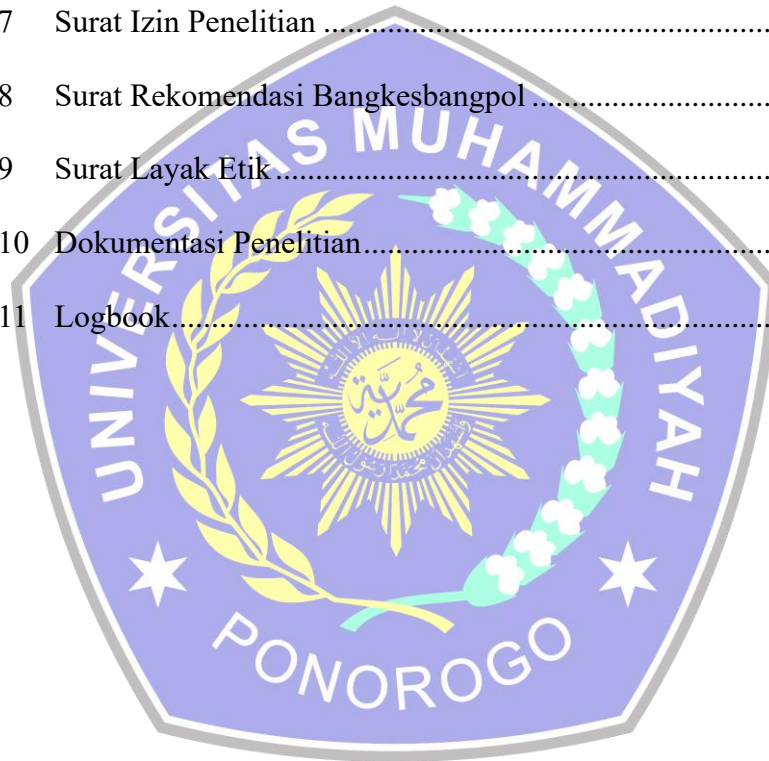 7 Surat Izin Penelitian ........................................................
8 Surat Rekomendasi Bangkesbangpol ..............................
9 Surat Layak Etik ..............................................................
10 Dokumentasi Penelitian...................................................
11 Logbook...........................................................................
UNIVERSITAS MUHAMMADIYAH
محمدية
PONOROGO